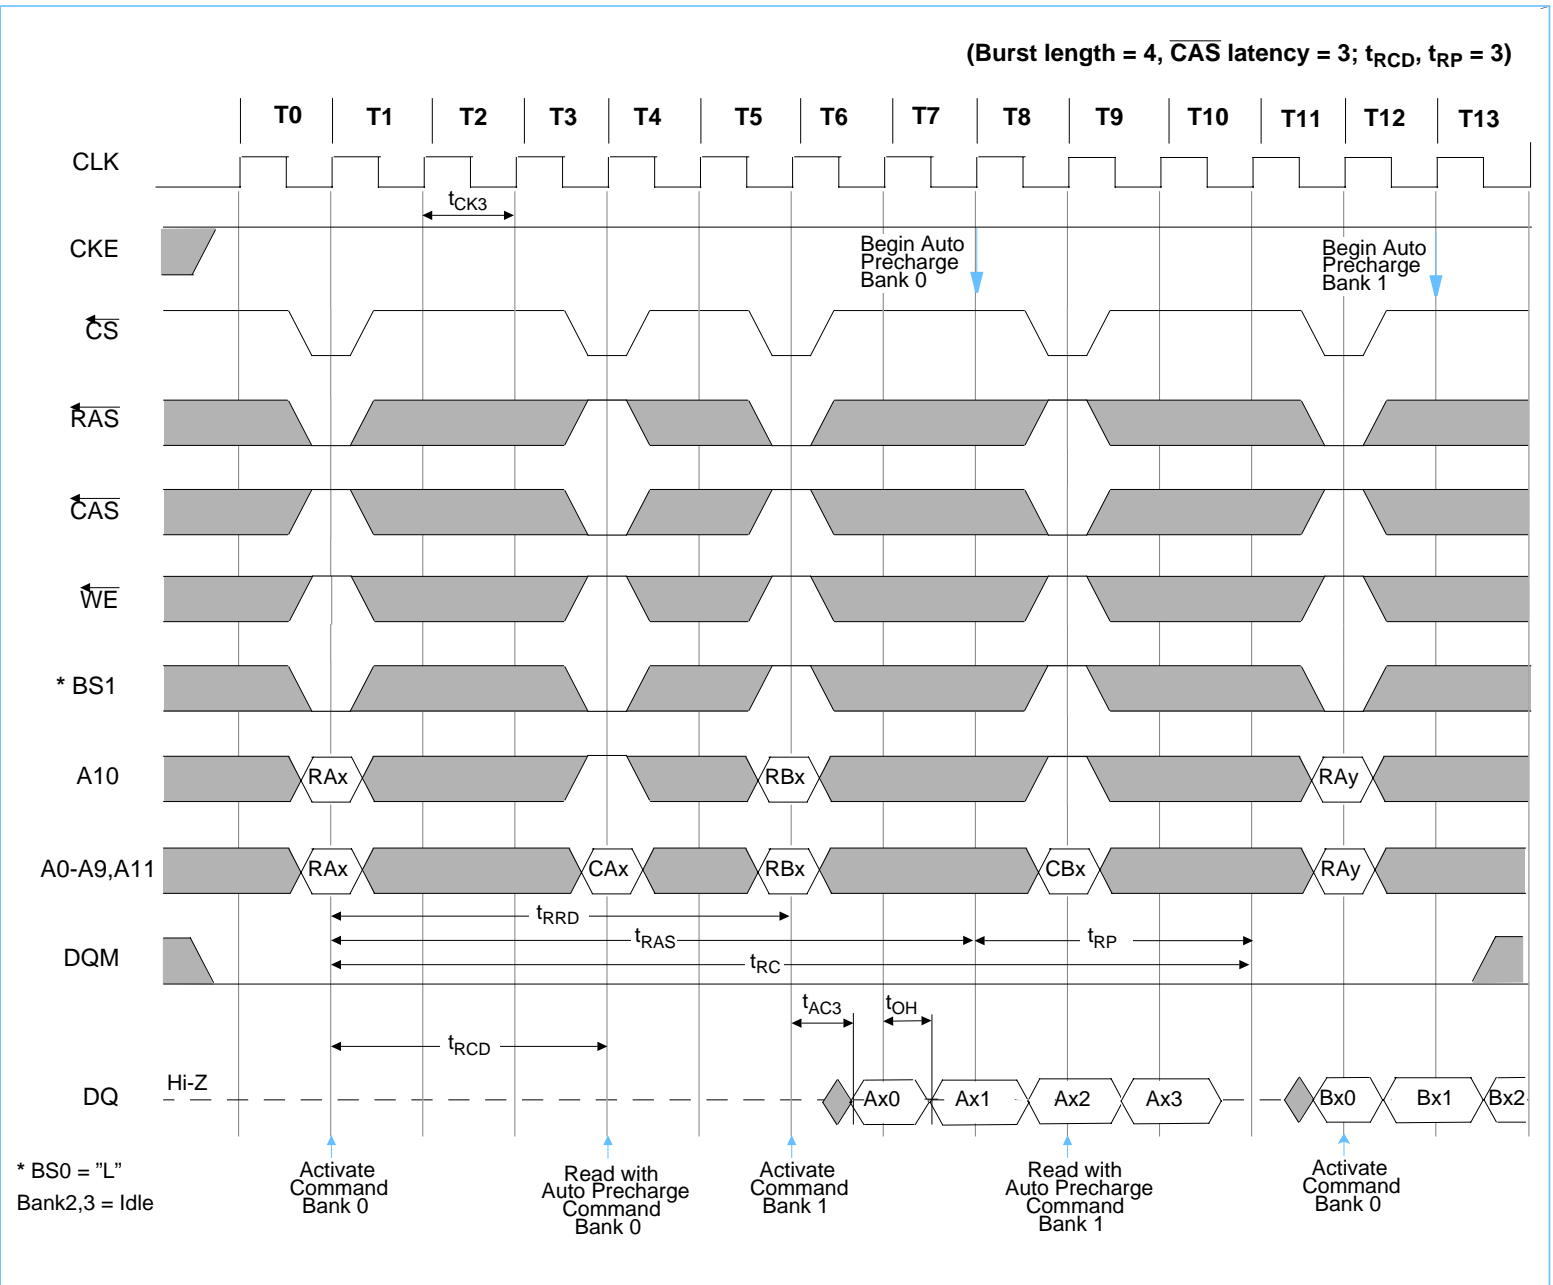 (Burst length = 4, CAS latency = 3; tRCD, tRP = 3)
T0 T1 T2 T3 T4 T5 T6 T7 T8 T9 T10 T11 T12 T13
CLK
tCK3
CKE
Begin Auto
Precharge
Bank 0
Begin Auto
Precharge
Bank 1
CS
RAS
CAS
WE
* BS1
A10
RAx RBx RAy
A0-A9,A11
RAx CAx RBx CBx RAy
tRRD
tRAS tRP
DQM
tRC
tAC3 tOH
tRCD
Hi-Z
DQ
Ax0 Ax1 Ax2 Ax3 Bx0 Bx1 Bx2
* BS0 = ”L”
Bank2,3 = Idle
Activate
Command
Bank 0
Read with
Auto Precharge
Command
Bank 0
Activate
Command
Bank 1
Read with
Auto Precharge
Command
Bank 1
Activate
Command
Bank 0